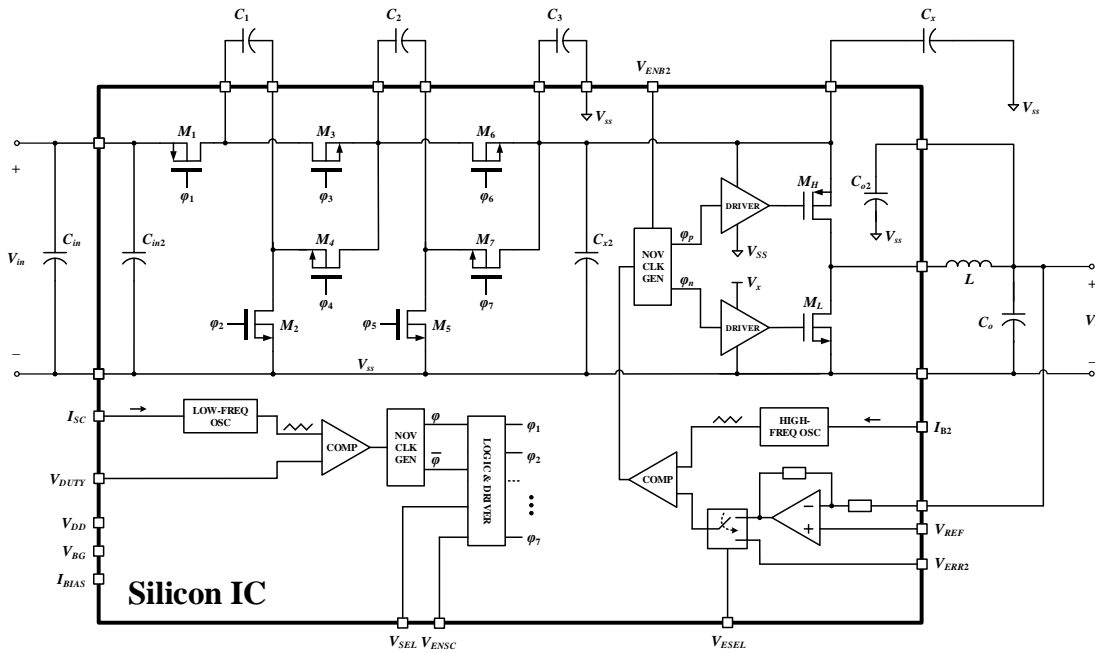 C1
C2
C3
Cx
VENB2
Vss
Vss
M1
M3
M6
φ1
φ3
φ6
DRIVER
MH
Co2
Vss
+
Vin
−
Cin
Cin2
M4
M7
φ4
φ7
Cx2
NOV CLK GEN
φp
φn
VSS
Vx
L
φ2
M2
φ5
M5
DRIVER
ML
Co
+
V
−
Vss
ISC
LOW-FREQ OSC
COMP
NOV CLK GEN
φ
φ
LOGIC & DRIVER
φ1
φ2
φ7
HIGH-FREQ OSC
IB2
VDUTY
COMP
VDD
VBG
IBIAS
−
+
VREF
VERR2
Silicon IC
VSEL
VENSC
VESEL